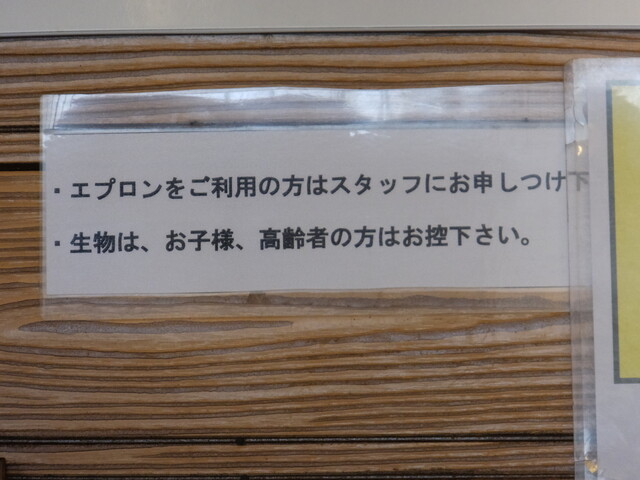 ・エプロンをご利用の方はスタッフにお申しつけ下
・生物は、お子様、高齢者の方はお控下さい。